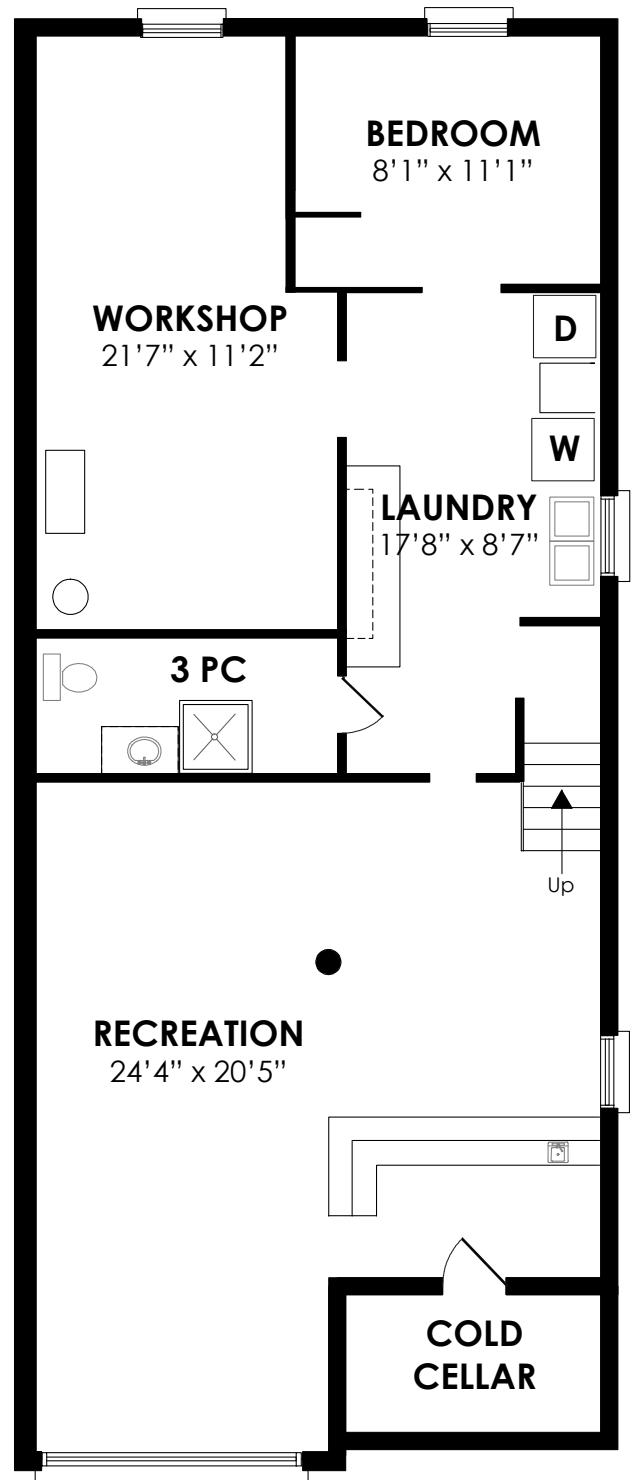 BEDROOM
8’1” x 11’1”
WORKSHOP
21’7” x 11’2”
D
W
LAUNDRY
17’8” x 8’7”
3 PC
Up
RECREATION
24’4” x 20’5”
COLD
CELLAR